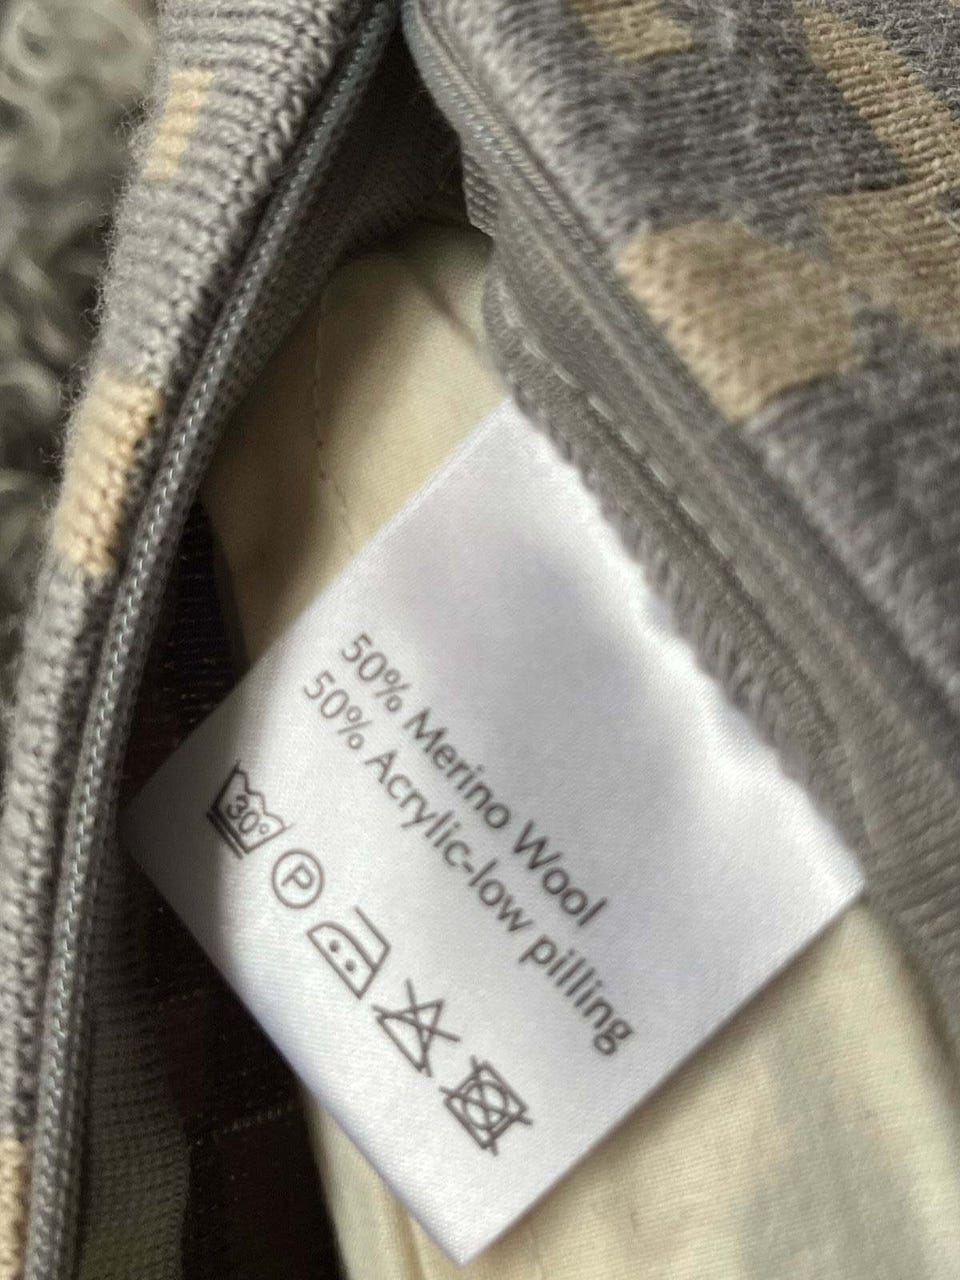 50% Merino Wool
50% Acrylic-low pilling
30°
P